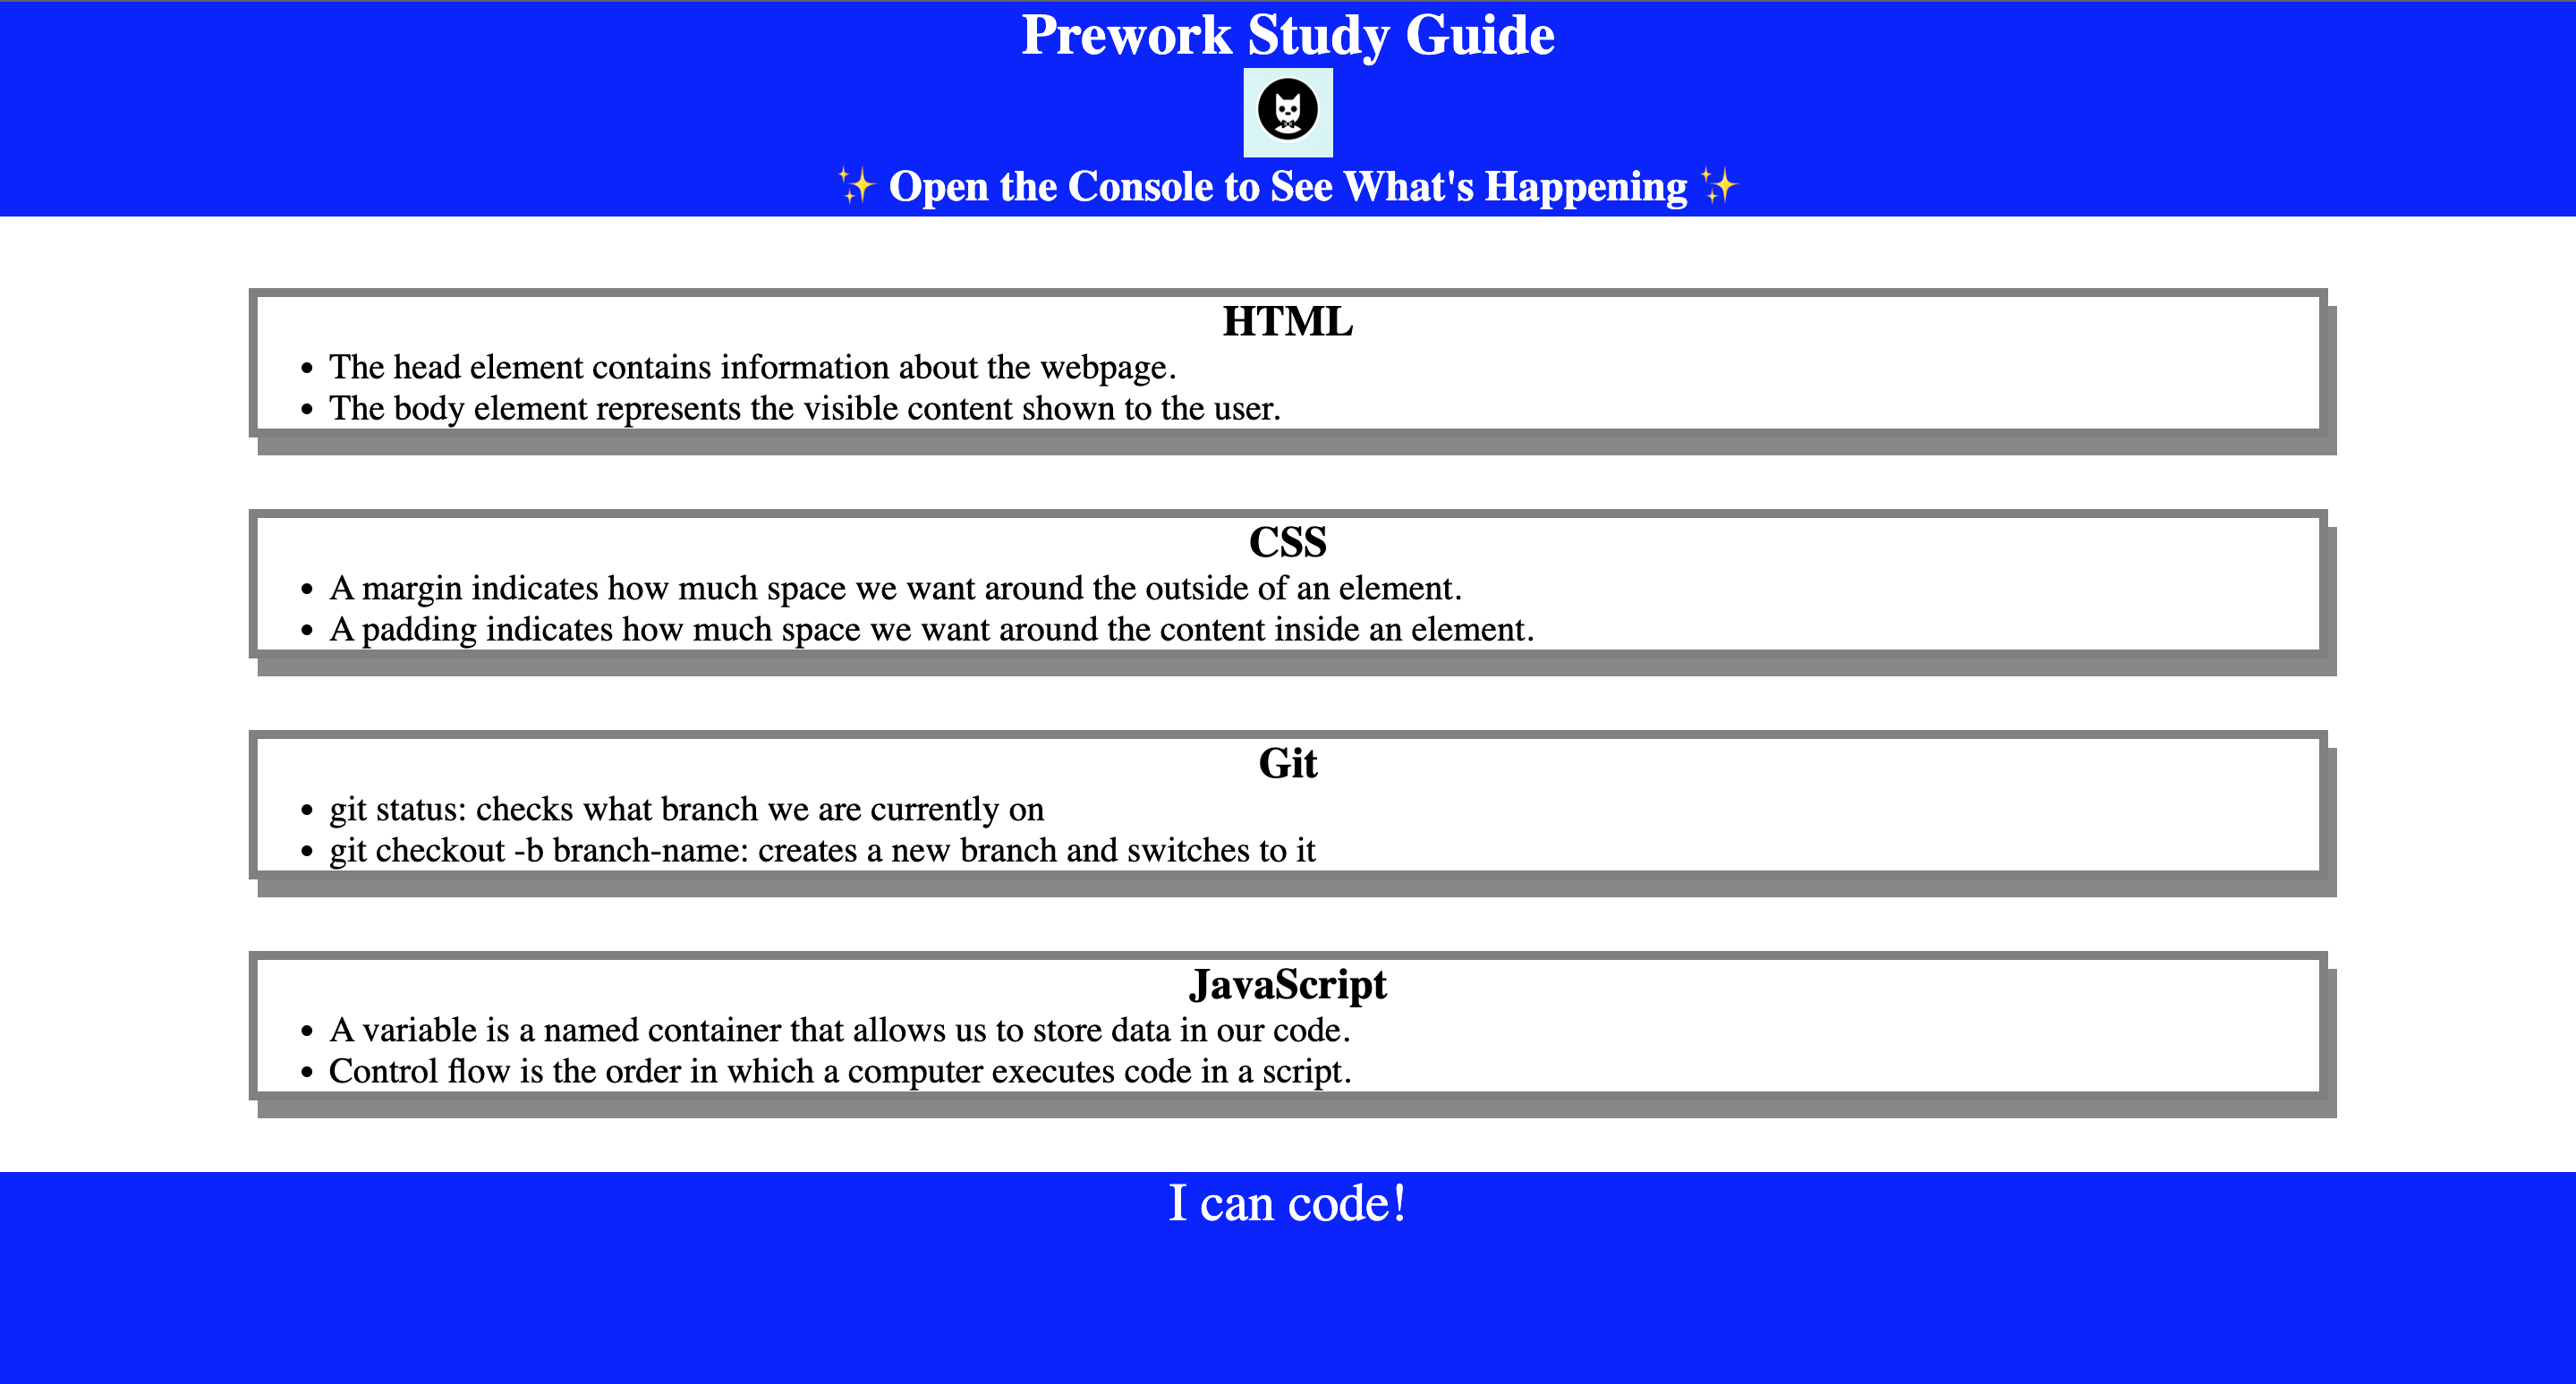 Prework Study Guide
✨ Open the Console to See What's Happening ✨
HTML
• The head element contains information about the webpage.
• The body element represents the visible content shown to the user.
CSS
• A margin indicates how much space we want around the outside of an element.
• A padding indicates how much space we want around the content inside an element.
Git
• git status: checks what branch we are currently on
• git checkout -b branch-name: creates a new branch and switches to it
JavaScript
• A variable is a named container that allows us to store data in our code.
• Control flow is the order in which a computer executes code in a script.
I can code!